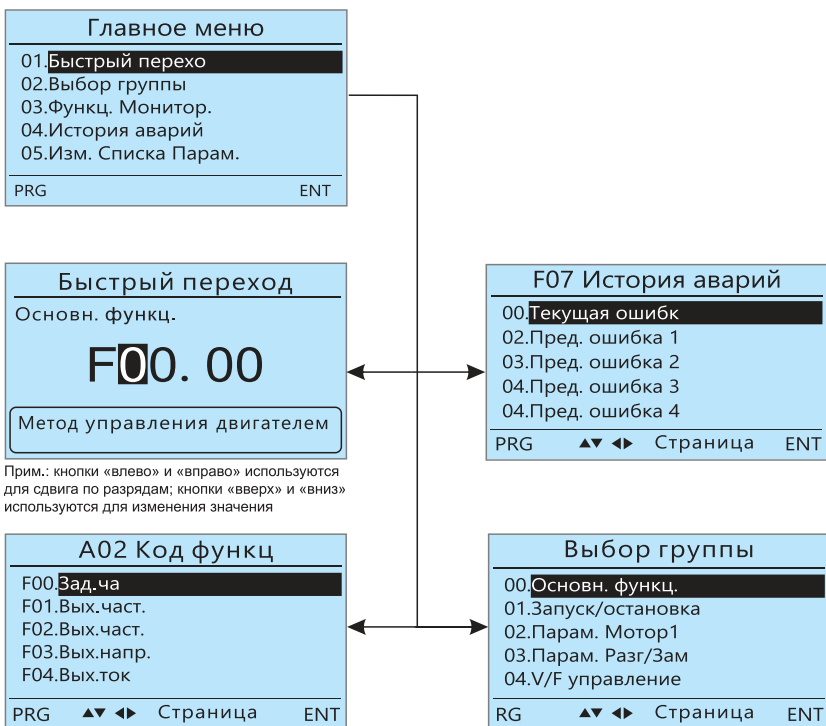 Главное меню
01.Быстрый перехо
02.Выбор группы
03.Функц. Монитор.
04.История аварий
05.Изм. Списка Парам.
PRG ENT
Быстрый переход
Основн. функц.
F00. 00
Метод управления двигателем
Прим.: кнопки «влево» и «вправо» используются
для сдвига по разрядам; кнопки «вверх» и «вниз»
используются для изменения значения
F07 История аварий
00.Текущая ошибк
02.Пред. ошибка 1
03.Пред. ошибка 2
04.Пред. ошибка 3
04.Пред. ошибка 4
PRG ▲▼ ◀▶ Страница ENT
A02 Код функц
F00.Зад.ча
F01.Вых.част.
F02.Вых.част.
F03.Вых.напр.
F04.Вых.ток
PRG ▲▼ ◀▶ Страница ENT
Выбор группы
00.Основн. функц.
01.Запуск/остановка
02.Парам. Мотор1
03.Парам. Разг/Зам
04.V/F управление
RG ▲▼ ◀▶ Страница ENT